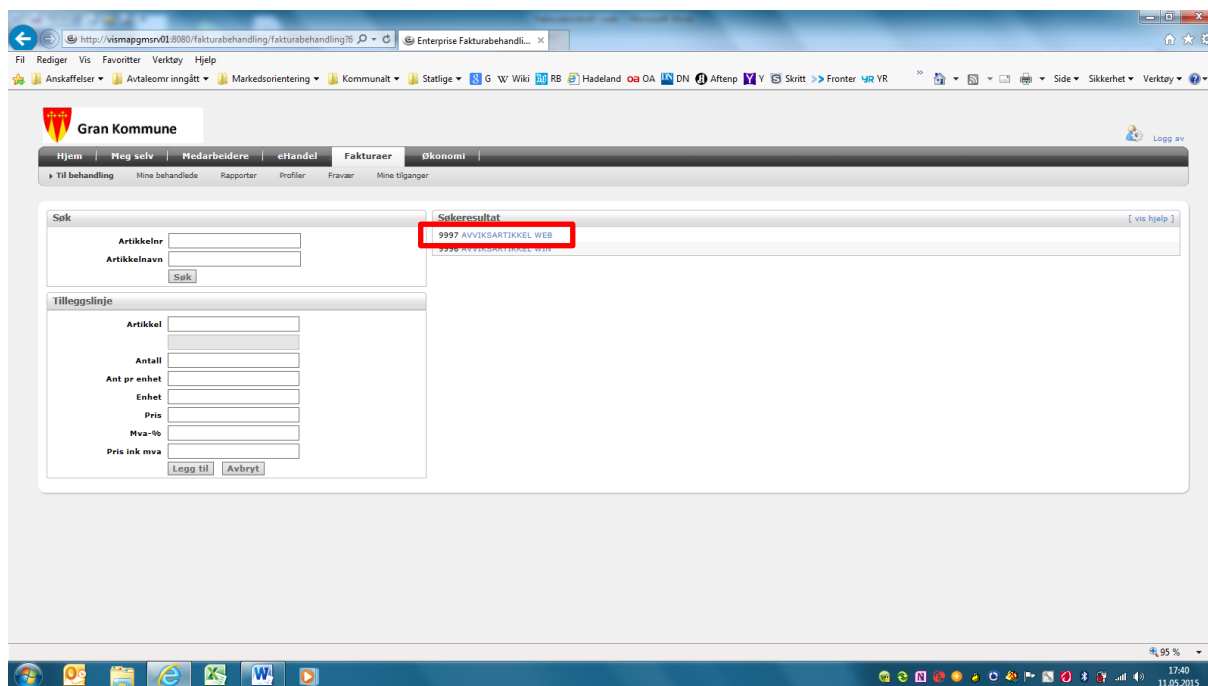 http://vismapgmsrv01:8080/fakturabehandling/fakturabehandling?6
Enterprise Fakturabehandli...
Fil Rediger Vis Favoritter Verktøy Hjelp
Anskaffelser Avtaleomr inngått Markedsorientering Kommunalt Statlige G W Wiki RB Hadeland oa OA DN Aftenp Y S Skritt >> Fronter YR YR » Side Sikkerhet Verktøy
Gran Kommune
Logg av
Hjem | Meg selv | Medarbeidere | eHandel Fakturaer Økonomi |
Til behandling Mine behandlede Rapporter Profiler Fravær Mine tilganger
Søk
Artikkelnr
Artikkelnavn
Søk
Tilleggslinje
Artikkel
Antall
Ant pr enhet
Enhet
Pris
Mva-%
Pris ink mva
Legg til Avbryt
Søkeresultat [ vis hjelp ]
9997 AVVIKSARTIKKEL WEB
9998 AVVIKSARTIKKEL WIN
95 %
17:40
11.05.2015